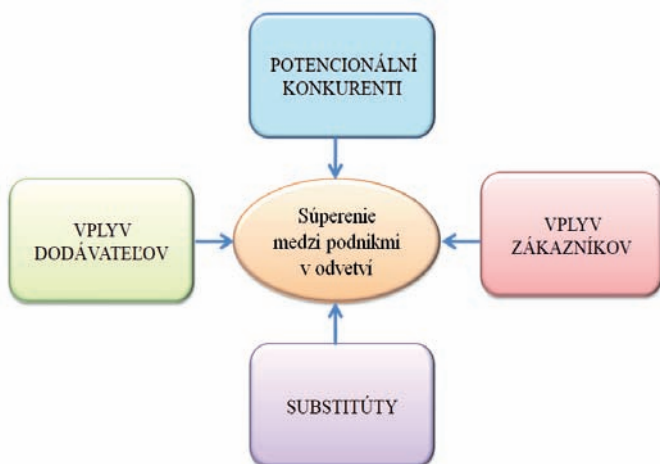 POTENCIONÁLNÍ
KONKURENTI
VPLYV
DODÁVATEĽOV
Súperenie
medzi podnikmi
v odvetví
VPLYV
ZÁKAZNÍKOV
SUBSTITÚTY